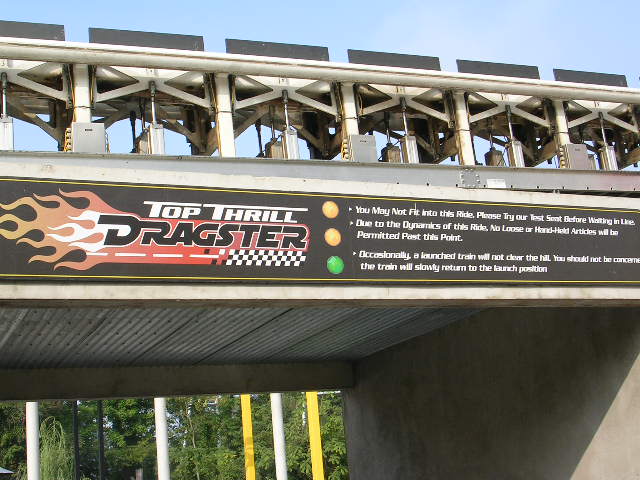 TOP THRILL
DRAGSTER
You May Not Fit into this Ride. Please Try our Test Seat Before Waiting in Line.
Due to the Dynamics of this Ride, No Loose or Hand-Held Articles will be
Permitted Past this Point.
Occasionally, a launched train will not clear the hill. You should not be concerne
the train will slowly return to the launch position